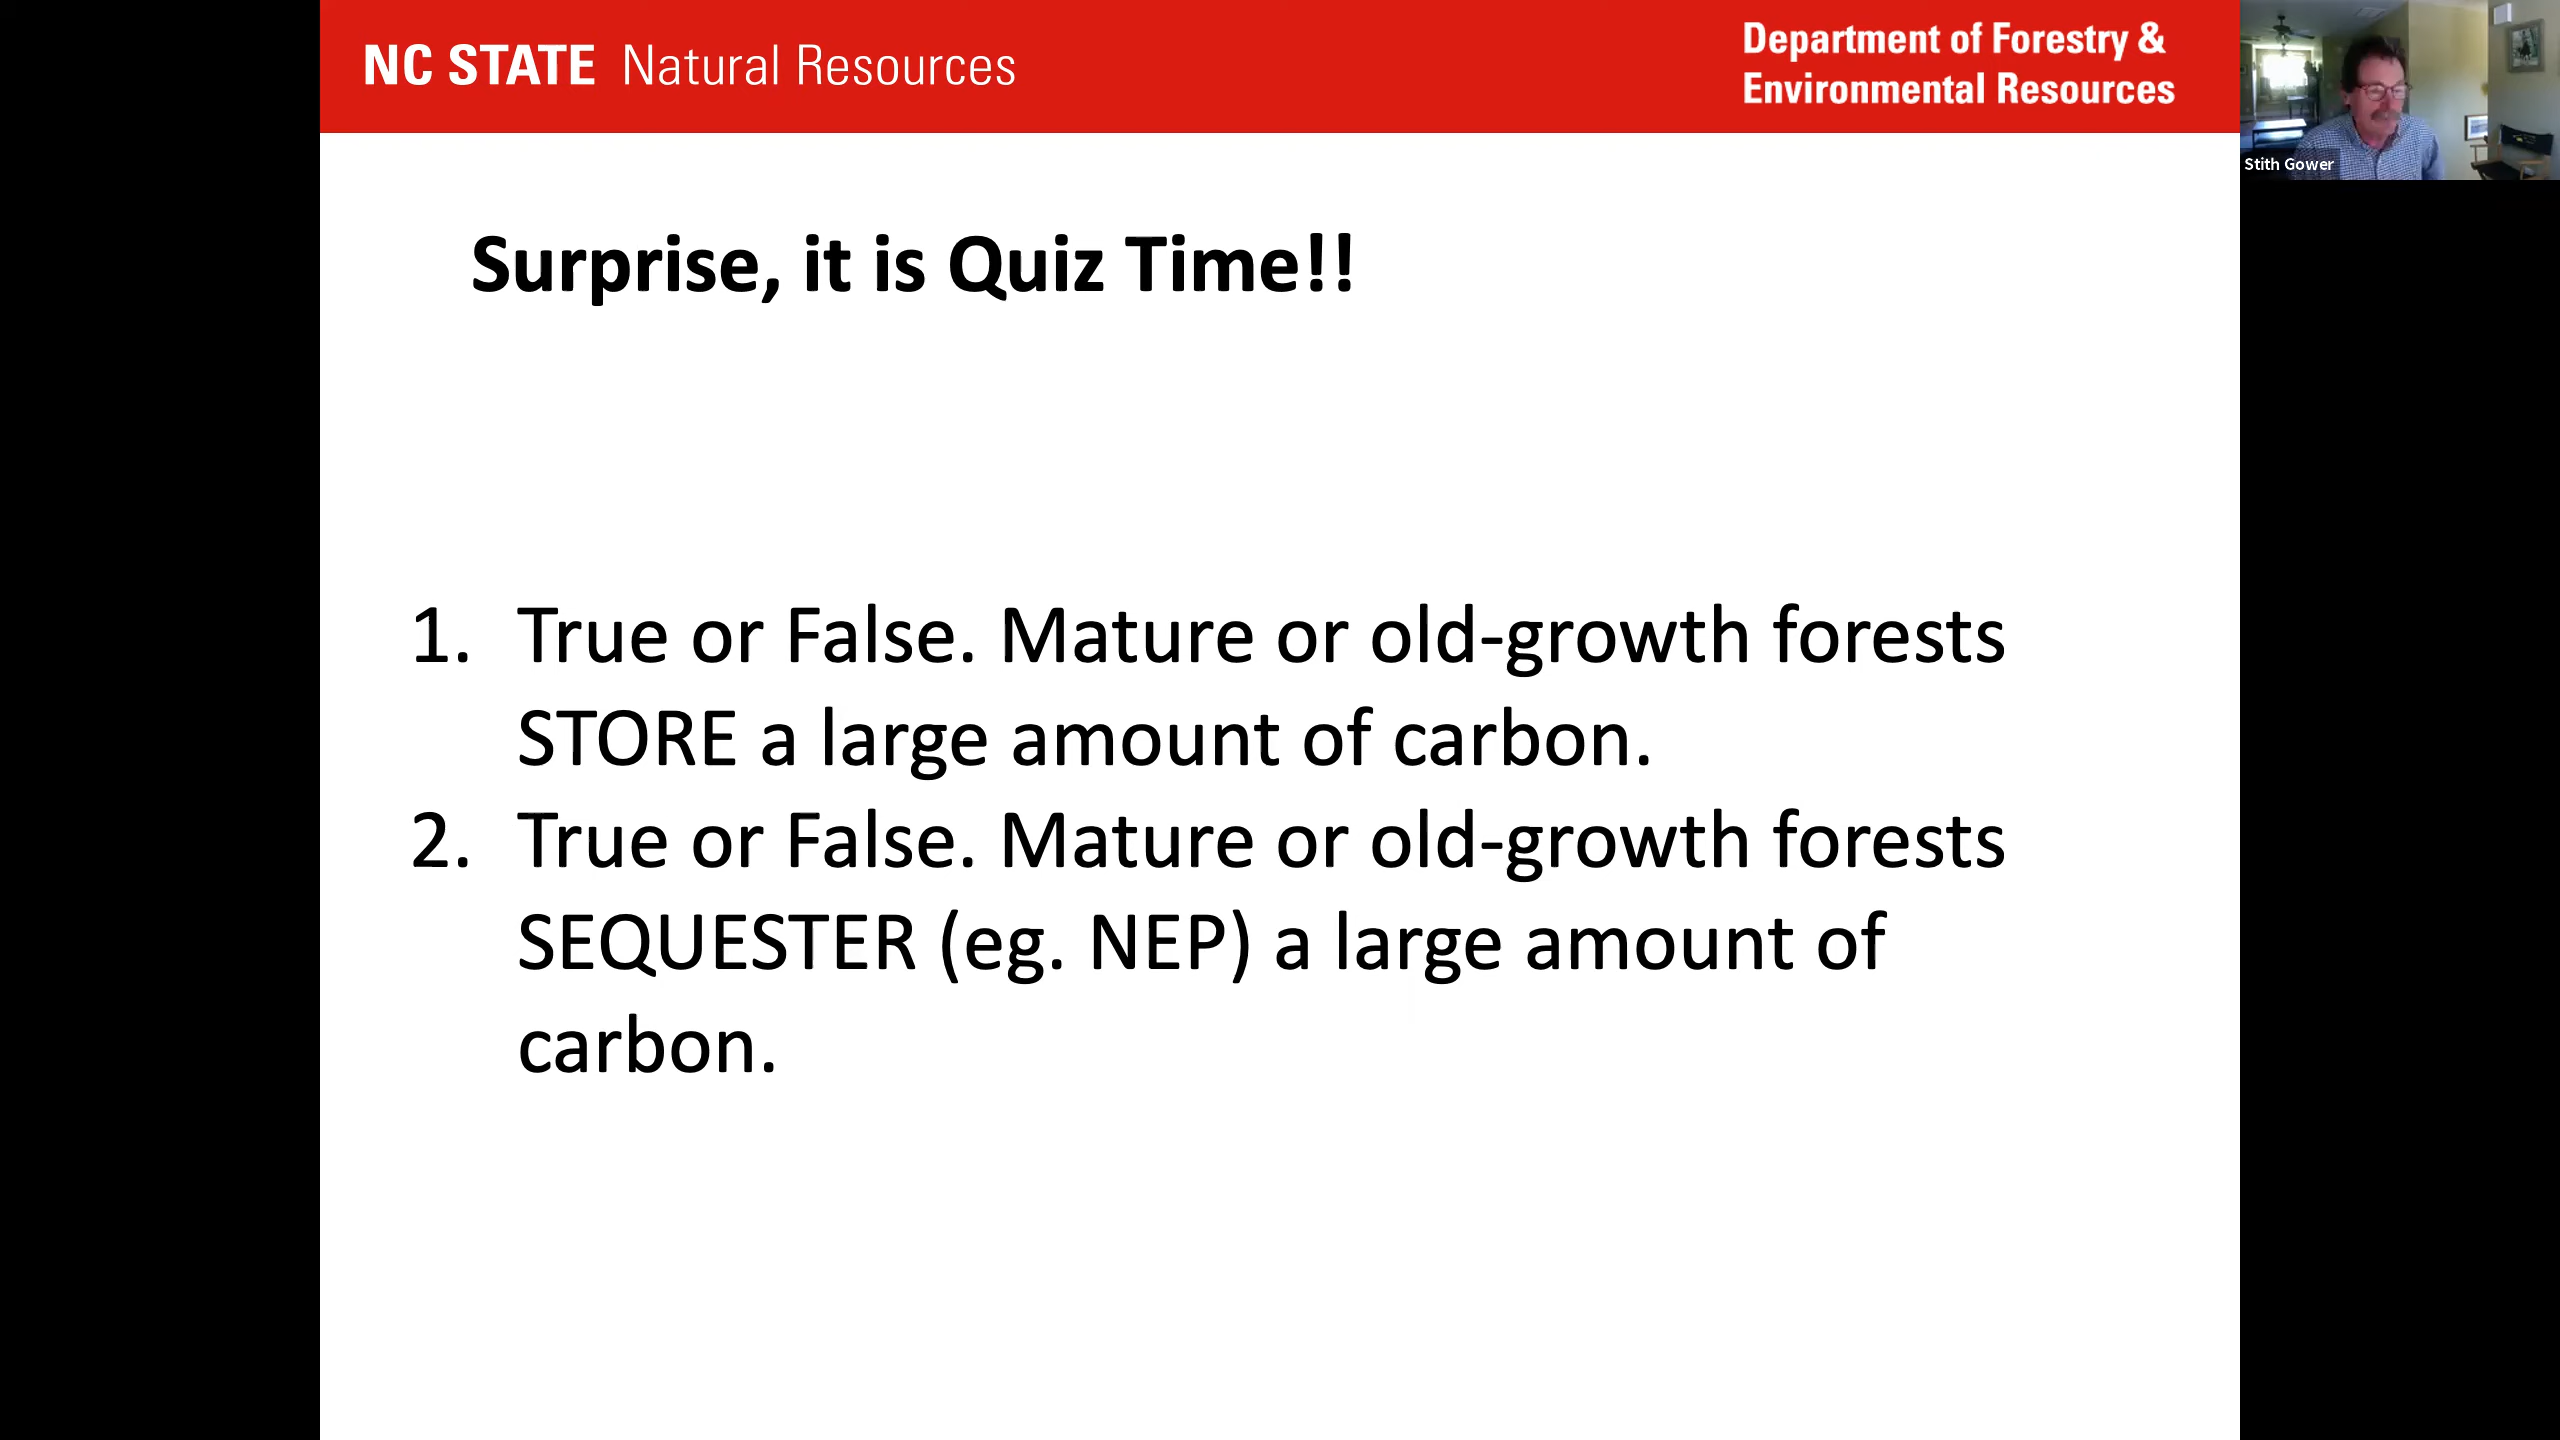 NC STATE Natural Resources
Department of Forestry &
Environmental Resources
Stith Gower
Surprise, it is Quiz Time!!
1. True or False. Mature or old-growth forests
STORE a large amount of carbon.
2. True or False. Mature or old-growth forests
SEQUESTER (eg. NEP) a large amount of
carbon.